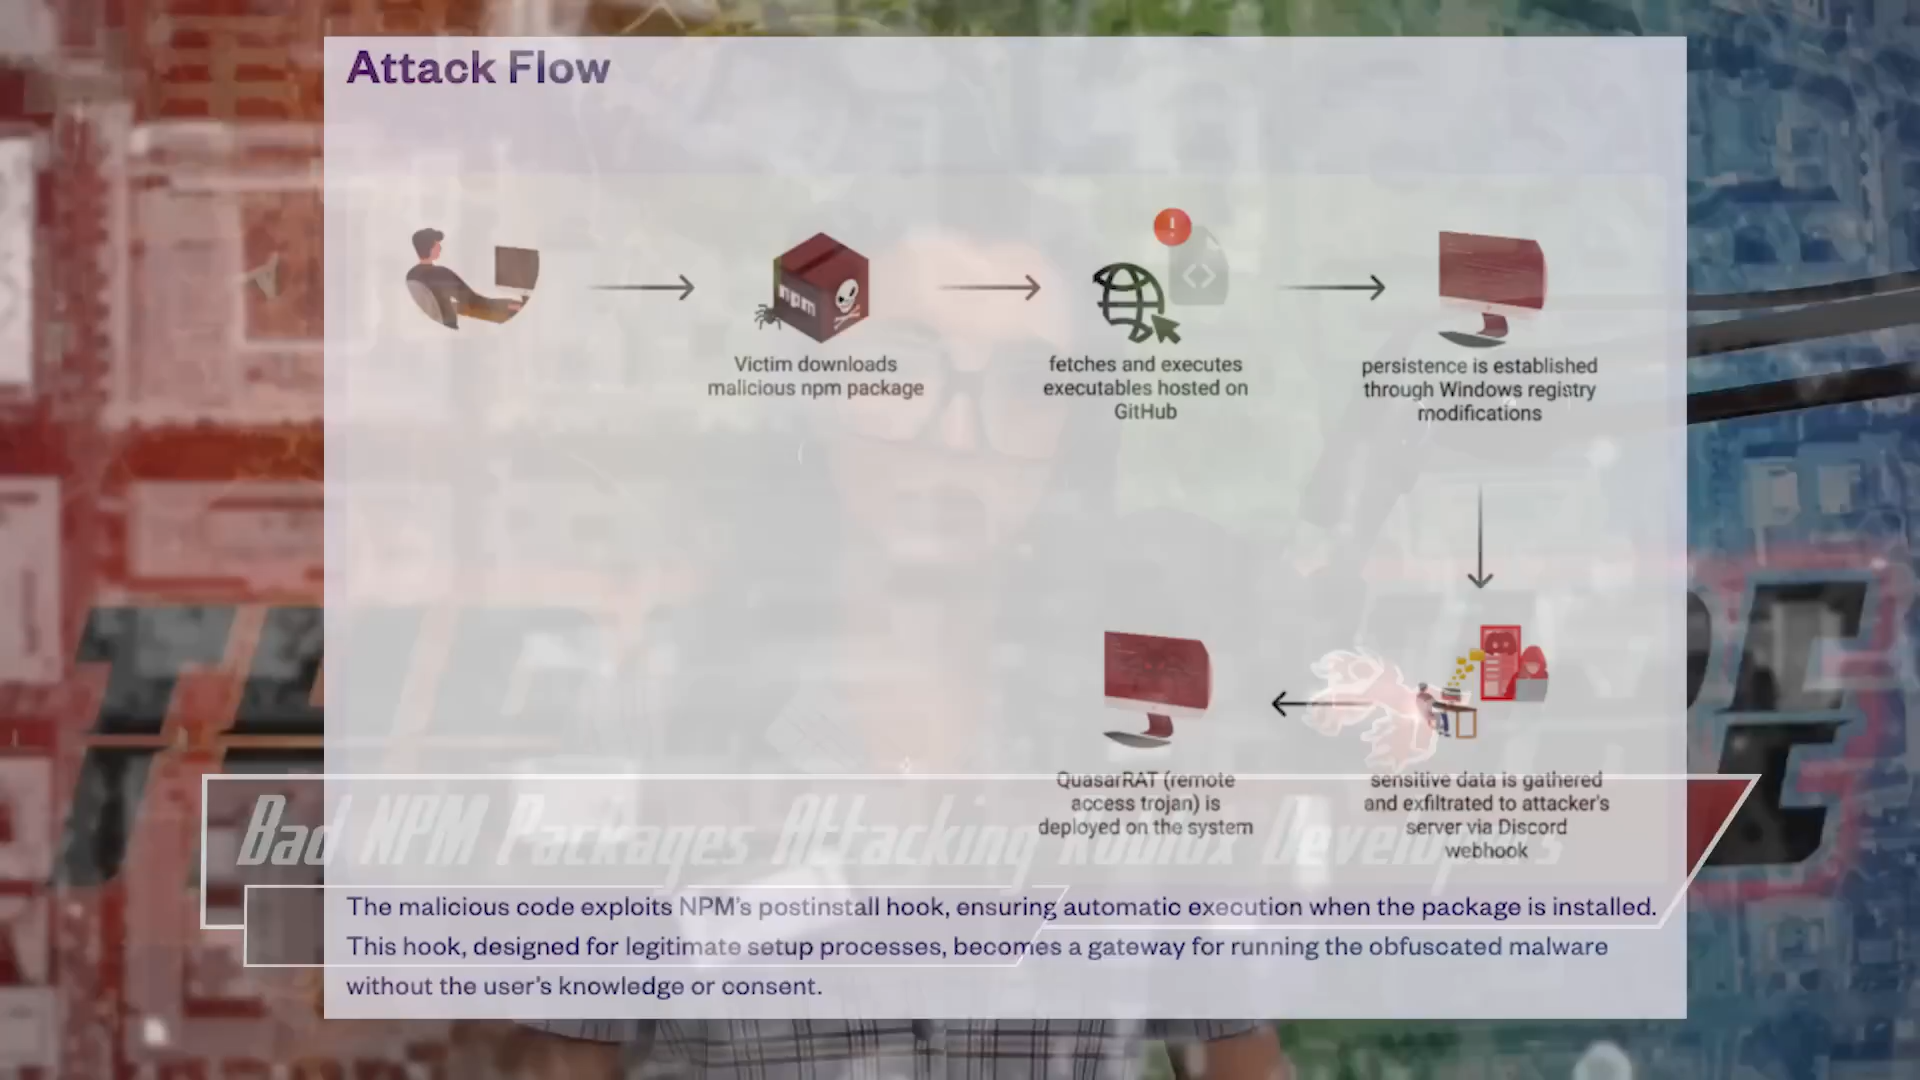 Attack Flow
npm
Victim downloads
malicious npm package
fetches and executes
executables hosted on
GitHub
persistence is established
through Windows registry
modifications
QuasarRAT (remote
access trojan) is
deployed on the system
sensitive data is gathered
and exfiltrated to attacker's
server via Discord
webhook
Bad NPM Packages Attacking Roblox Developers
The malicious code exploits NPM's postinstall hook, ensuring automatic execution when the package is installed.
This hook, designed for legitimate setup processes, becomes a gateway for running the obfuscated malware
without the user's knowledge or consent.